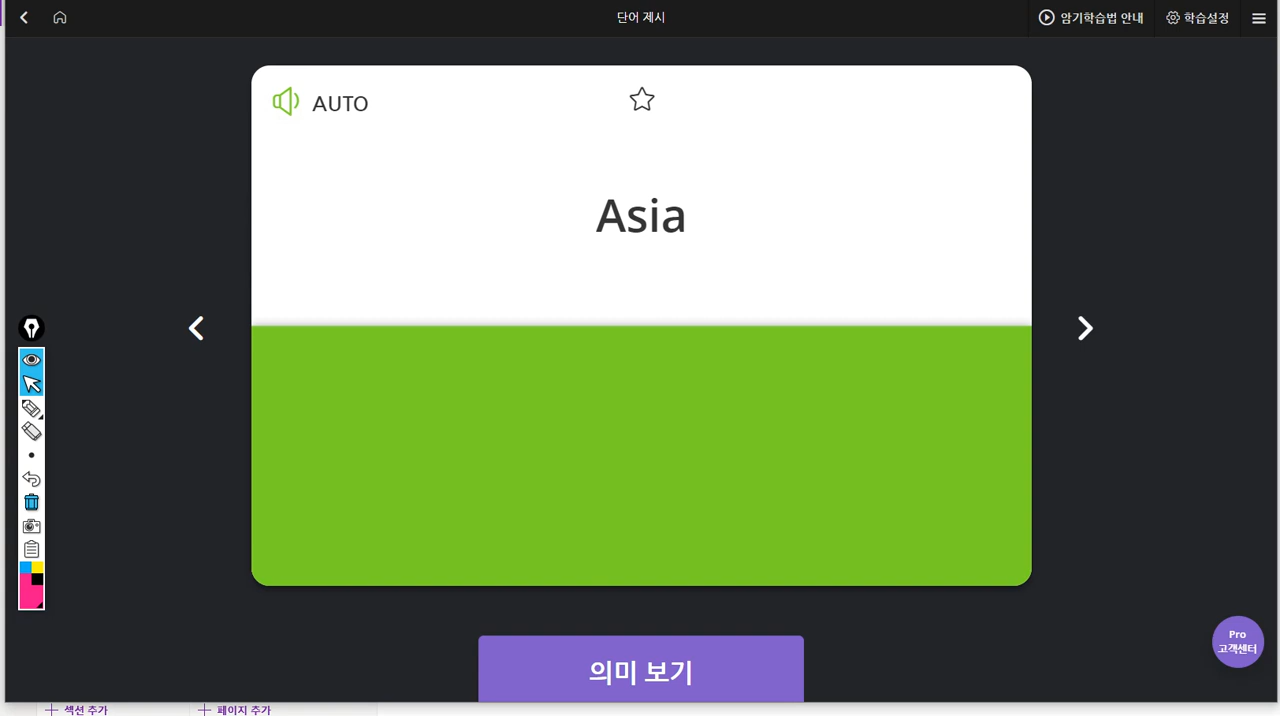 단어 제시
암기학습법 안내
학습설정
AUTO
Asia
의미 보기
Pro
고객센터
섹션 추가
페이지 추가